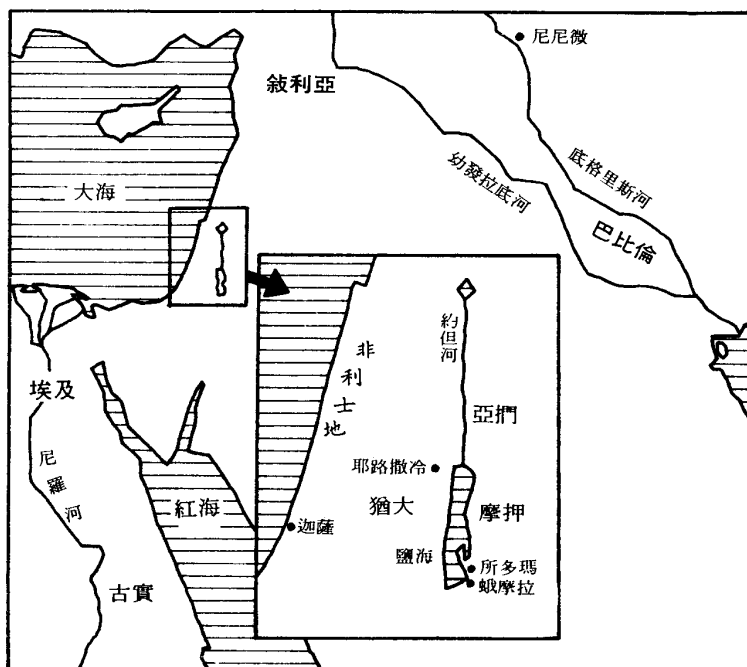 尼尼微
敍利亞
底格里斯河
幼發拉底河
大海
巴比倫
約但河
非利士地
埃及
亞捫
尼羅河
耶路撒冷
紅海
迦薩
猶大
摩押
鹽海
所多瑪
蛾摩拉
古實